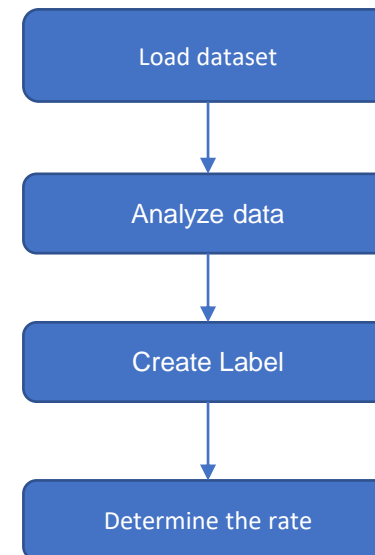 Load dataset
Analyze data
Create Label
Determine the rate